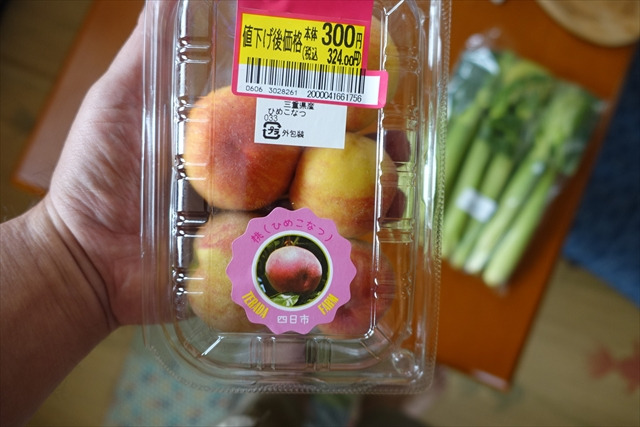 値下げ後価格 本体 300円
(税込 324.00円)
0606 3028261 2000041661756
三重県産
ひめこなつ
033
プラ 外包装
桃(ひめこなつ)
TERADA FARM
四日市